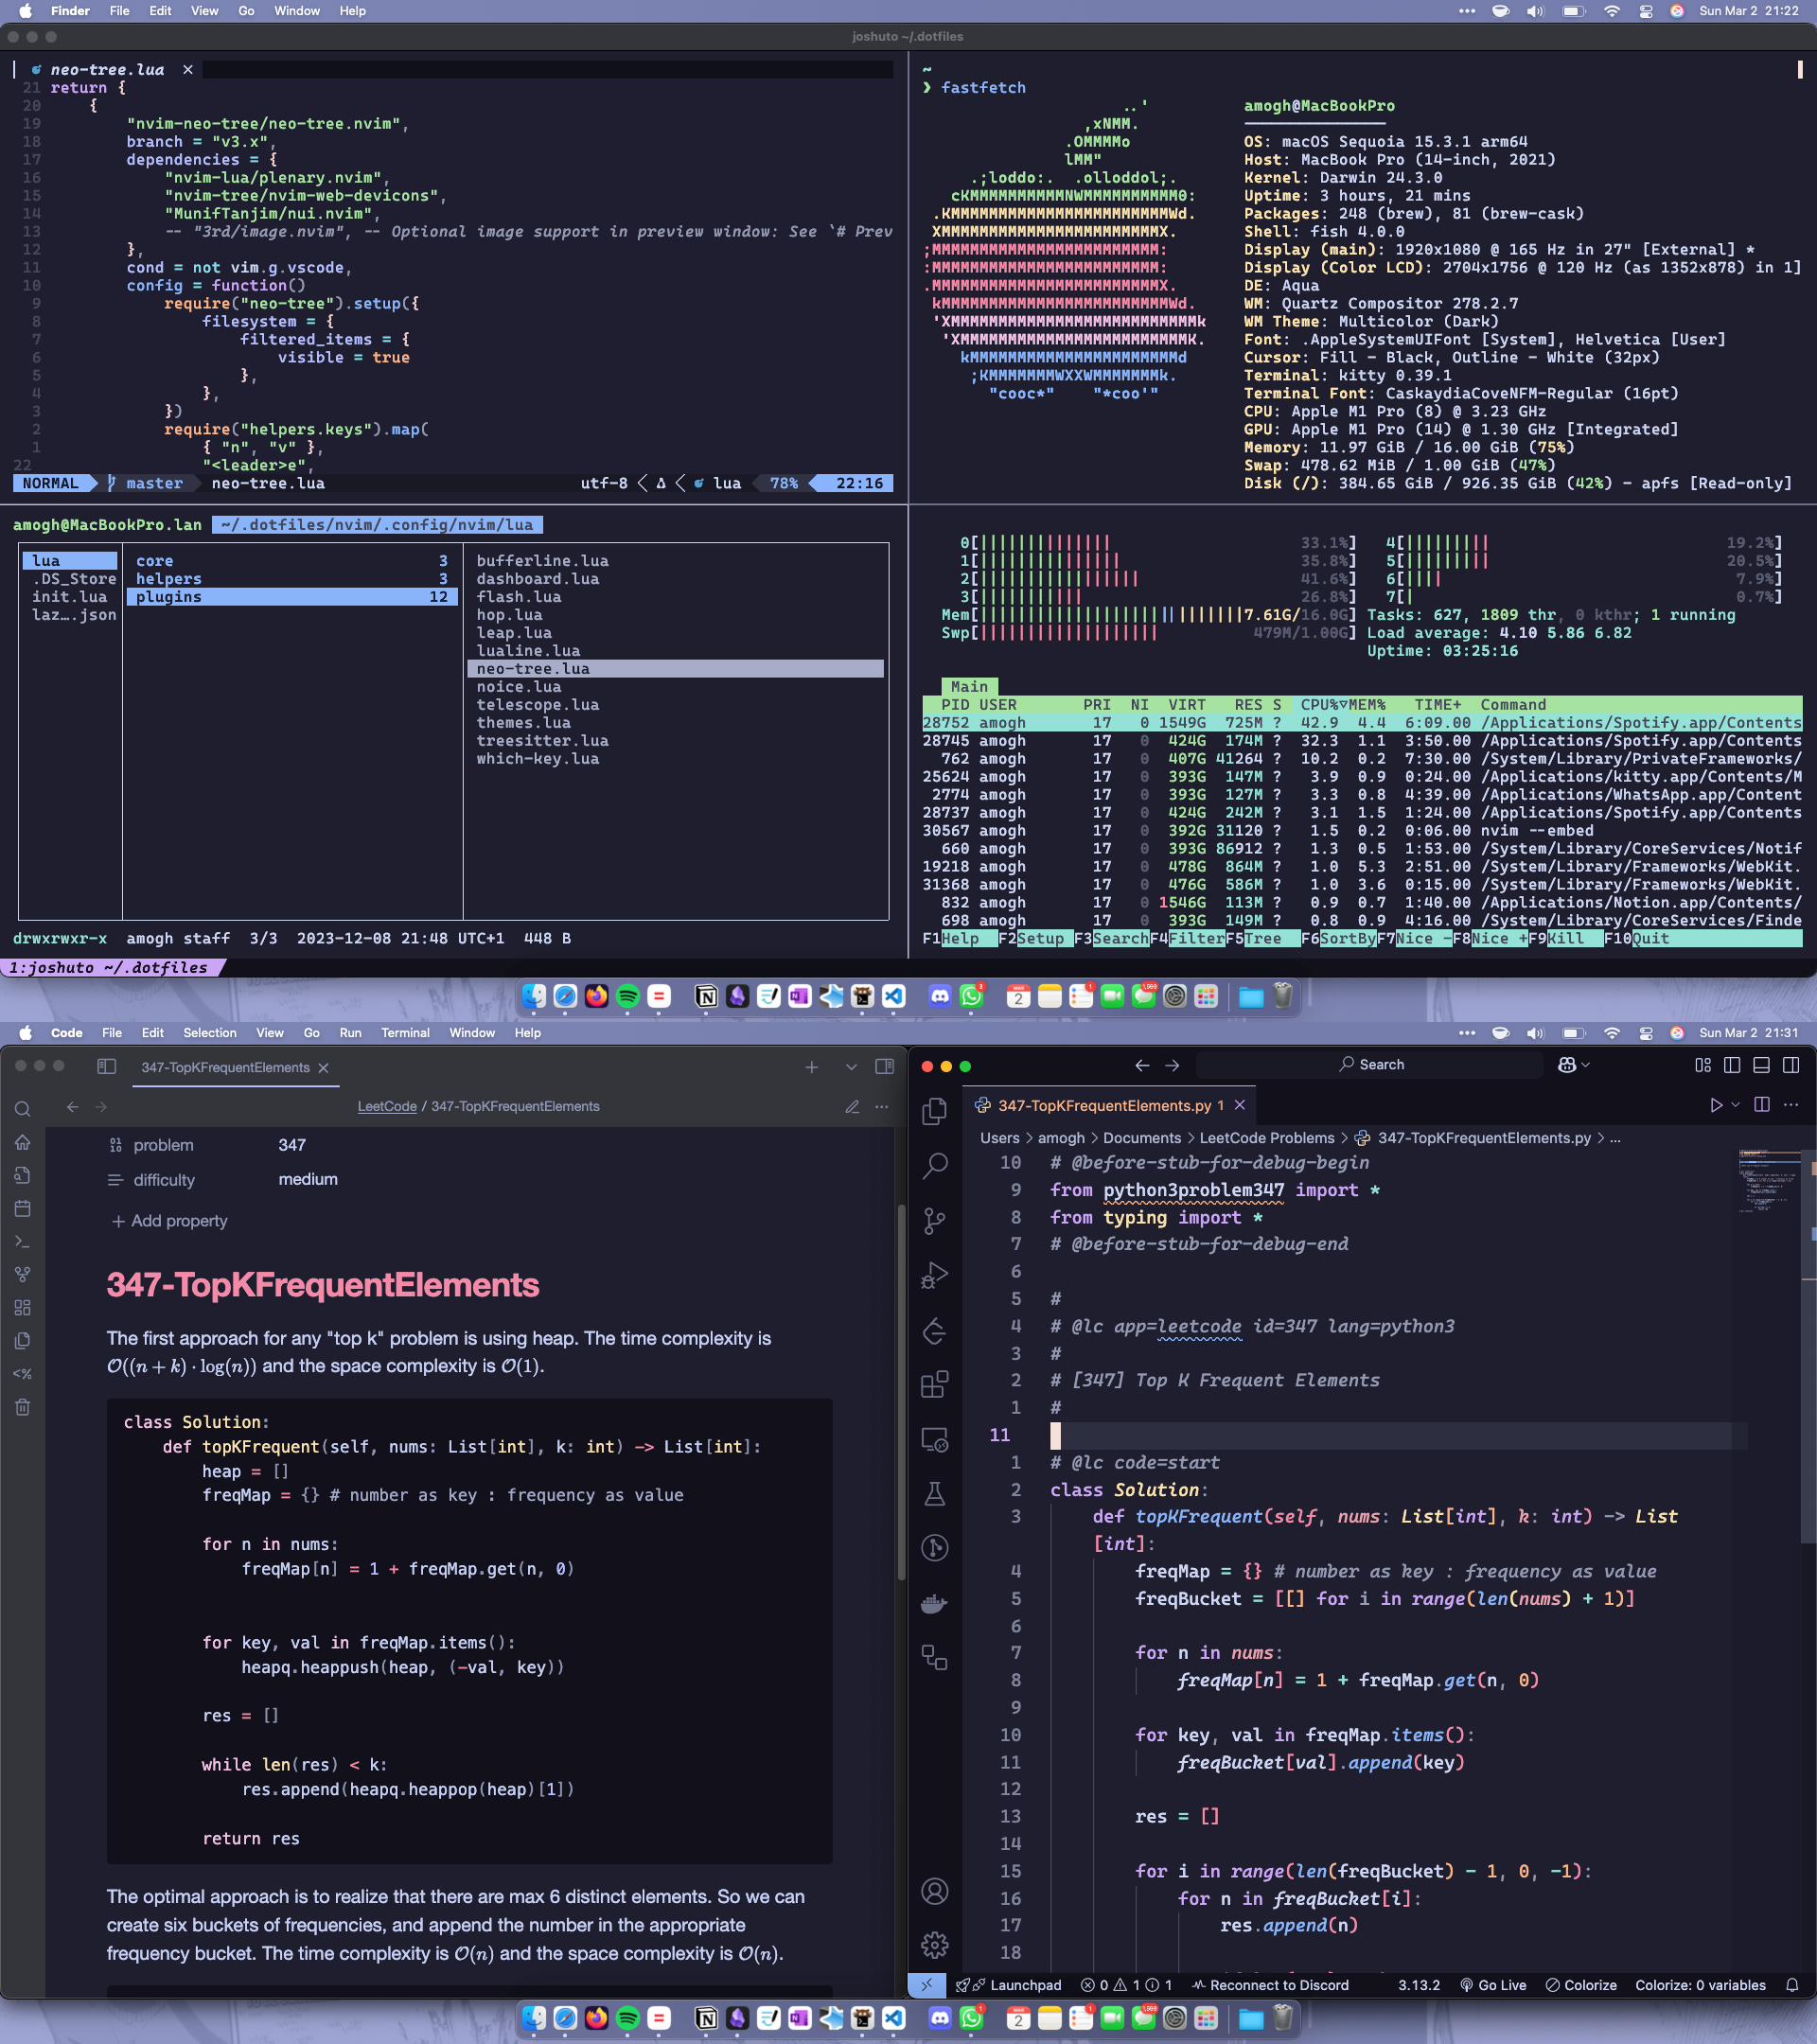 Finder File Edit View Go Window Help
Sun Mar 2 21:22
joshuto ~/.dotfiles
neo-tree.lua ×
21 return {
20 {
19 "nvim-neo-tree/neo-tree.nvim",
18 branch = "v3.x",
17 dependencies = {
16 "nvim-lua/plenary.nvim",
15 "nvim-tree/nvim-web-devicons",
14 "MunifTanjim/nui.nvim",
13 -- "3rd/image.nvim", -- Optional image support in preview window: See `# Prev
12 },
11 cond = not vim.g.vscode,
10 config = function()
9 require("neo-tree").setup({
8 filesystem = {
7 filtered_items = {
6 visible = true
5 },
4 },
3 })
2 require("helpers.keys").map(
1 { "n", "v" },
22 "<leader>e",
NORMAL master neo-tree.lua utf-8 lua 78% 22:16
~
❯ fastfetch
..'
,xNMM.
.OMMMMo
lMM"
.;loddo:. .olloddol;.
cKMMMMMMMMMMNWMMMMMMMMMM0:
.KMMMMMMMMMMMMMMMMMMMMMMMWd.
XMMMMMMMMMMMMMMMMMMMMMMMX.
;MMMMMMMMMMMMMMMMMMMMMMMM:
:MMMMMMMMMMMMMMMMMMMMMMMM:
.MMMMMMMMMMMMMMMMMMMMMMMMX.
kMMMMMMMMMMMMMMMMMMMMMMMMWd.
'XMMMMMMMMMMMMMMMMMMMMMMMMMMk
'XMMMMMMMMMMMMMMMMMMMMMMMMK.
kMMMMMMMMMMMMMMMMMMMMMMd
;KMMMMMMMWXXWMMMMMMMk.
"cooc*" "*coo'"
amogh@MacBookPro
OS: macOS Sequoia 15.3.1 arm64
Host: MacBook Pro (14-inch, 2021)
Kernel: Darwin 24.3.0
Uptime: 3 hours, 21 mins
Packages: 248 (brew), 81 (brew-cask)
Shell: fish 4.0.0
Display (main): 1920x1080 @ 165 Hz in 27" [External] *
Display (Color LCD): 2704x1756 @ 120 Hz (as 1352x878) in 1]
DE: Aqua
WM: Quartz Compositor 278.2.7
WM Theme: Multicolor (Dark)
Font: .AppleSystemUIFont [System], Helvetica [User]
Cursor: Fill - Black, Outline - White (32px)
Terminal: kitty 0.39.1
Terminal Font: CaskaydiaCoveNFM-Regular (16pt)
CPU: Apple M1 Pro (8) @ 3.23 GHz
GPU: Apple M1 Pro (14) @ 1.30 GHz [Integrated]
Memory: 11.97 GiB / 16.00 GiB (75%)
Swap: 478.62 MiB / 1.00 GiB (47%)
Disk (/): 384.65 GiB / 926.35 GiB (42%) - apfs [Read-only]
amogh@MacBookPro.lan ~/.dotfiles/nvim/.config/nvim/lua
lua core 3 bufferline.lua
.DS_Store helpers 3 dashboard.lua
init.lua plugins 12 flash.lua
laz….json hop.lua
leap.lua
lualine.lua
neo-tree.lua
noice.lua
telescope.lua
themes.lua
treesitter.lua
which-key.lua
drwxrwxr-x amogh staff 3/3 2023-12-08 21:48 UTC+1 448 B
1:joshuto ~/.dotfiles
0[ 33.1%] 4[ 19.2%]
1[ 35.8%] 5[ 20.5%]
2[ 41.6%] 6[ 7.9%]
3[ 26.8%] 7[ 0.7%]
Mem[ 7.61G/16.0G] Tasks: 627, 1809 thr, 0 kthr; 1 running
Swp[ 479M/1.00G] Load average: 4.10 5.86 6.82
Uptime: 03:25:16
Main
PID USER PRI NI VIRT RES S CPU%▽MEM% TIME+ Command
28752 amogh 17 0 1549G 725M ? 42.9 4.4 6:09.00 /Applications/Spotify.app/Contents
28745 amogh 17 0 424G 174M ? 32.3 1.1 3:50.00 /Applications/Spotify.app/Contents
762 amogh 17 0 407G 41264 ? 10.2 0.2 7:30.00 /System/Library/PrivateFrameworks/
25624 amogh 17 0 393G 147M ? 3.9 0.9 0:24.00 /Applications/kitty.app/Contents/M
2774 amogh 17 0 393G 127M ? 3.3 0.8 4:39.00 /Applications/WhatsApp.app/Content
28737 amogh 17 0 424G 242M ? 3.1 1.5 1:24.00 /Applications/Spotify.app/Contents
30567 amogh 17 0 392G 31120 ? 1.5 0.2 0:06.00 nvim --embed
660 amogh 17 0 393G 86912 ? 1.3 0.5 1:53.00 /System/Library/CoreServices/Notif
19218 amogh 17 0 478G 864M ? 1.0 5.3 2:51.00 /System/Library/Frameworks/WebKit.
31368 amogh 17 0 476G 586M ? 1.0 3.6 0:15.00 /System/Library/Frameworks/WebKit.
832 amogh 17 0 1546G 113M ? 0.9 0.7 1:40.00 /Applications/Notion.app/Contents/
698 amogh 17 0 393G 149M ? 0.8 0.9 4:16.00 /System/Library/CoreServices/Finde
F1Help F2Setup F3SearchF4FilterF5Tree F6SortByF7Nice -F8Nice +F9Kill F10Quit
Code File Edit Selection View Go Run Terminal Window Help
Sun Mar 2 21:31
347-TopKFrequentElements
LeetCode / 347-TopKFrequentElements
problem 347
difficulty medium
+ Add property
347-TopKFrequentElements
The first approach for any "top k" problem is using heap. The time complexity is
O((n + k) · log(n)) and the space complexity is O(1).
class Solution:
def topKFrequent(self, nums: List[int], k: int) -> List[int]:
heap = []
freqMap = {} # number as key : frequency as value
for n in nums:
freqMap[n] = 1 + freqMap.get(n, 0)
for key, val in freqMap.items():
heapq.heappush(heap, (-val, key))
res = []
while len(res) < k:
res.append(heapq.heappop(heap)[1])
return res
The optimal approach is to realize that there are max 6 distinct elements. So we can
create six buckets of frequencies, and append the number in the appropriate
frequency bucket. The time complexity is O(n) and the space complexity is O(n).
Search
347-TopKFrequentElements.py 1
Users > amogh > Documents > LeetCode Problems > 347-TopKFrequentElements.py > ...
10 # @before-stub-for-debug-begin
9 from python3problem347 import *
8 from typing import *
7 # @before-stub-for-debug-end
6
5 #
4 # @lc app=leetcode id=347 lang=python3
3 #
2 # [347] Top K Frequent Elements
1 #
11
1 # @lc code=start
2 class Solution:
3 def topKFrequent(self, nums: List[int], k: int) -> List
[int]:
4 freqMap = {} # number as key : frequency as value
5 freqBucket = [[] for i in range(len(nums) + 1)]
6
7 for n in nums:
8 freqMap[n] = 1 + freqMap.get(n, 0)
9
10 for key, val in freqMap.items():
11 freqBucket[val].append(key)
12
13 res = []
14
15 for i in range(len(freqBucket) - 1, 0, -1):
16 for n in freqBucket[i]:
17 res.append(n)
18
Launchpad 0 1 1 Reconnect to Discord 3.13.2 Go Live Colorize Colorize: 0 variables